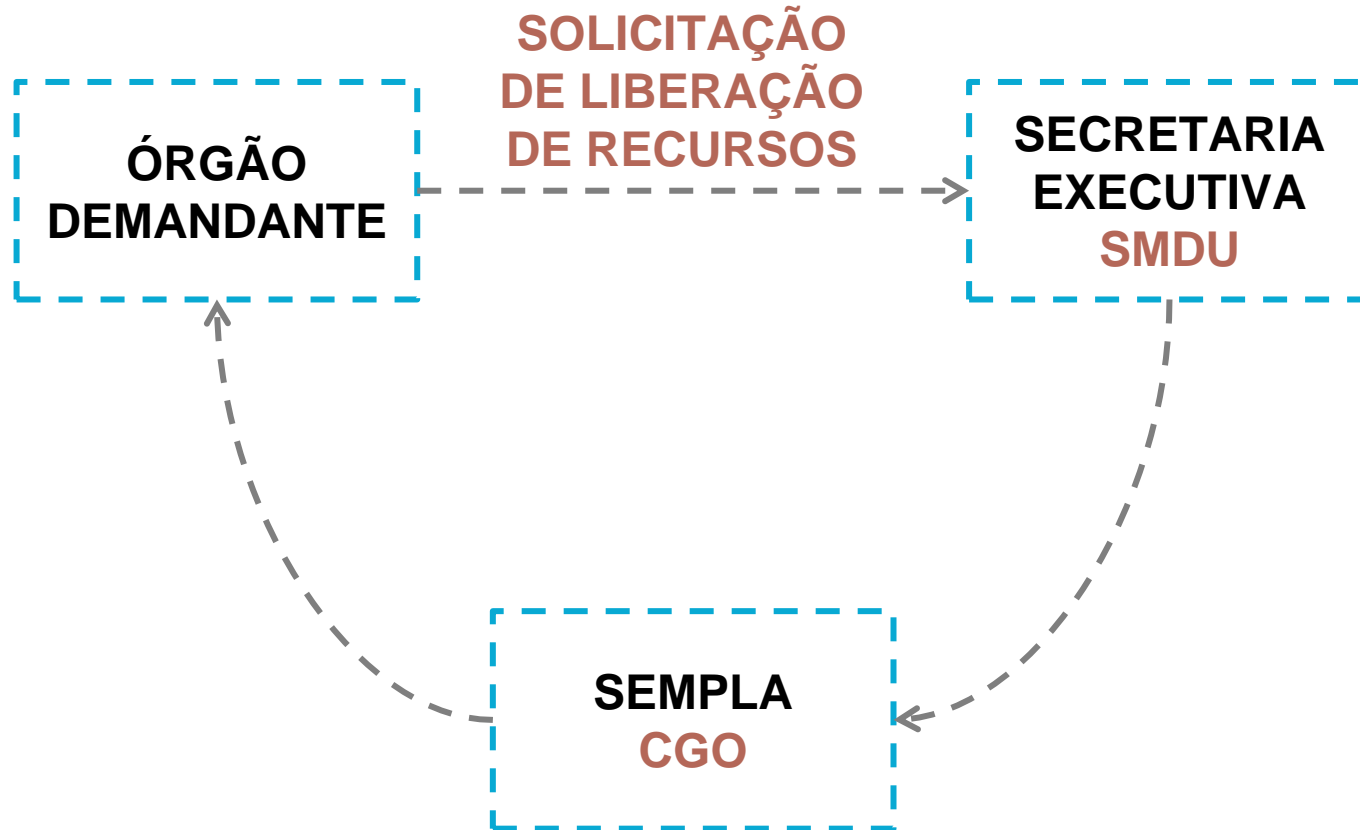 SOLICITAÇÃO
DE LIBERAÇÃO
DE RECURSOS
ÓRGÃO
DEMANDANTE
SECRETARIA
EXECUTIVA
SMDU
SEMPLA
CGO